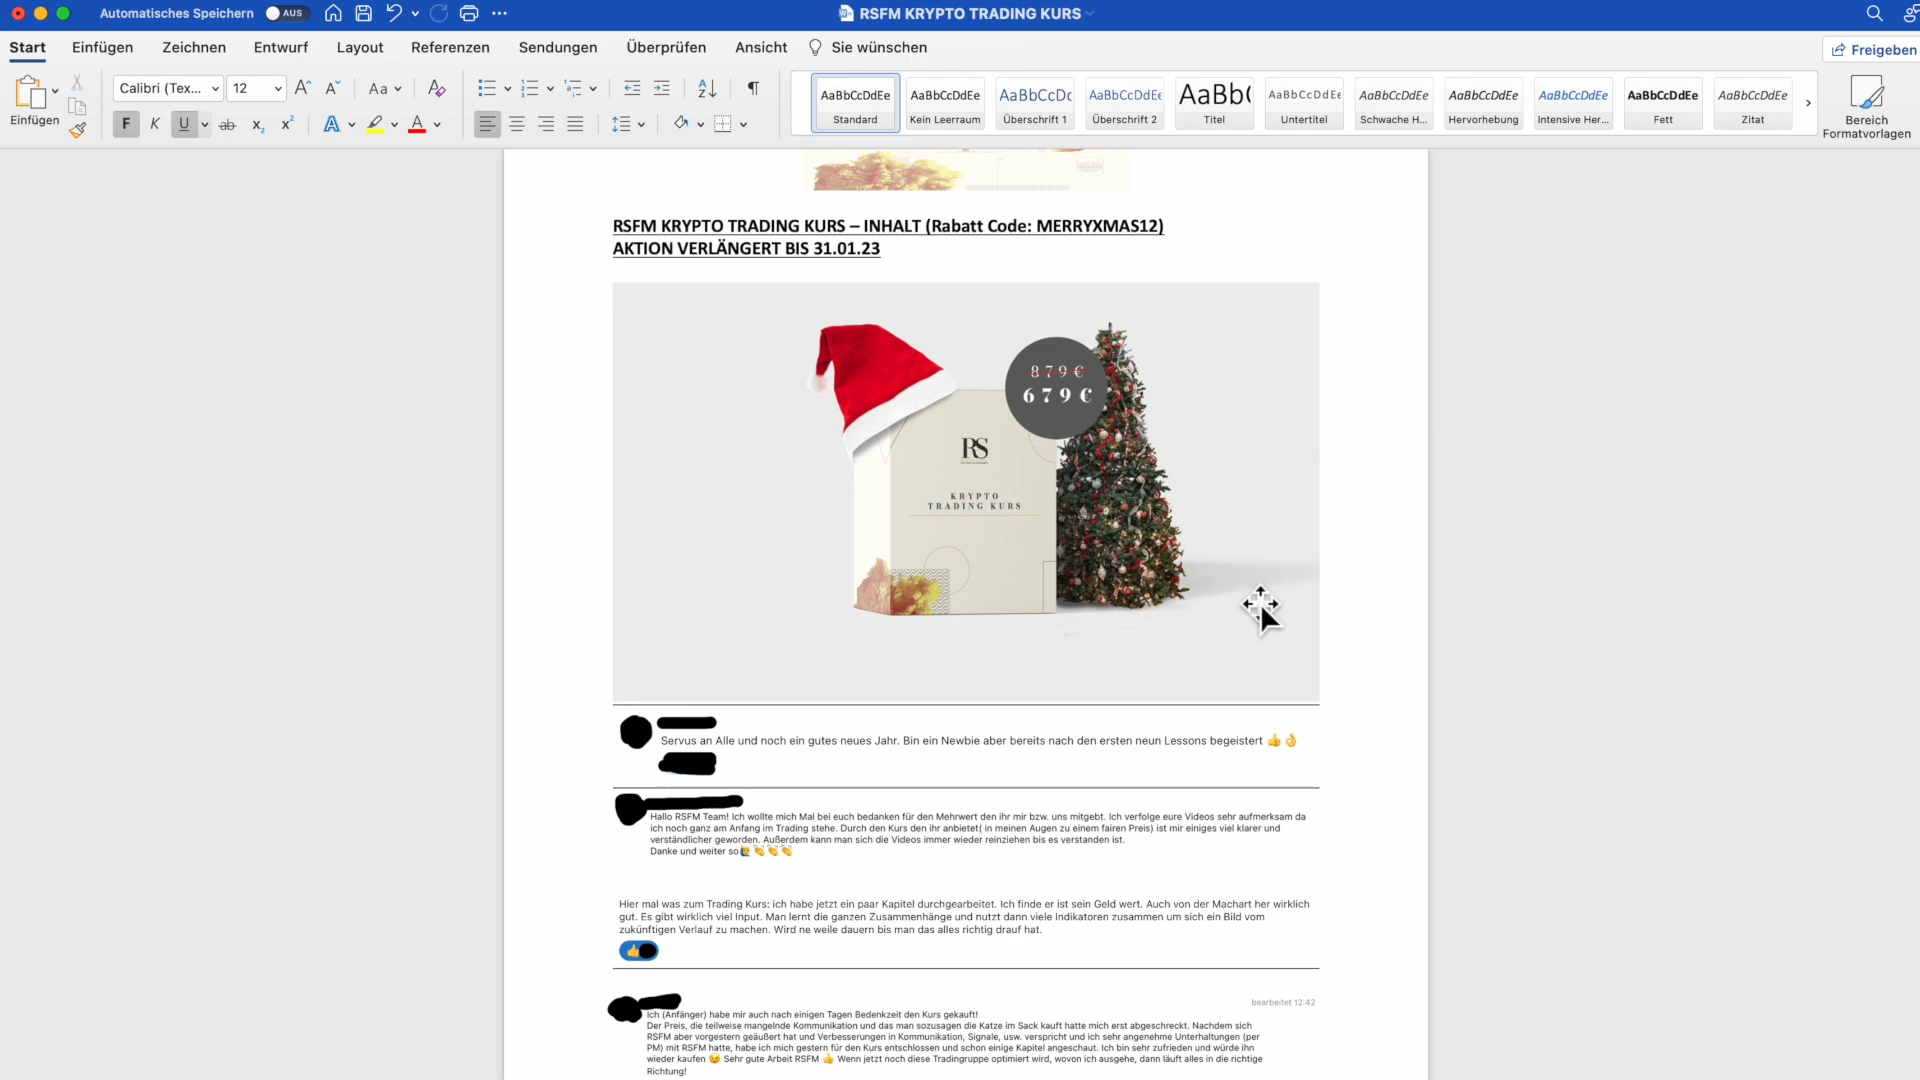 Automatisches Speichern AUS
RSFM KRYPTO TRADING KURS
Start Einfügen Zeichnen Entwurf Layout Referenzen Sendungen Überprüfen Ansicht Sie wünschen
Freigeben
Einfügen
Calibri (Tex... 12
AaBbCcDdEe AaBbCcDdEe AaBbCcDc AaBbCcDdEe AaBb( AaBbCcDdEe AaBbCcDdEe AaBbCcDdEe AaBbCcDdEe AaBbCcDdEe AaBbCcDdEe
Standard Kein Leerraum Überschrift 1 Überschrift 2 Titel Untertitel Schwache H... Hervorhebung Intensive Her... Fett Zitat
Bereich
Formatvorlagen
RSFM KRYPTO TRADING KURS – INHALT (Rabatt Code: MERRYXMAS12)
AKTION VERLÄNGERT BIS 31.01.23
879€
679€
RS
KRYPTO
TRADING KURS
Servus an Alle und noch ein gutes neues Jahr. Bin ein Newbie aber bereits nach den ersten neun Lessons begeistert 👍👌
Hallo RSFM Team! Ich wollte mich Mal bei euch bedanken für den Mehrwert den ihr mir bzw. uns mitgebt. Ich verfolge eure Videos sehr aufmerksam da
ich noch ganz am Anfang im Trading stehe. Durch den Kurs den ihr anbietet( in meinen Augen zu einem fairen Preis) ist mir einiges viel klarer und
verständlicher geworden. Außerdem kann man sich die Videos immer wieder reinziehen bis es verstanden ist.
Danke und weiter so
Hier mal was zum Trading Kurs: ich habe jetzt ein paar Kapitel durchgearbeitet. Ich finde er ist sein Geld wert. Auch von der Machart her wirklich
gut. Es gibt wirklich viel Input. Man lernt die ganzen Zusammenhänge und nutzt dann viele Indikatoren zusammen um sich ein Bild vom
zukünftigen Verlauf zu machen. Wird ne weile dauern bis man das alles richtig drauf hat.
bearbeitet 12:42
Ich (Anfänger) habe mir auch nach einigen Tagen Bedenkzeit den Kurs gekauft!
Der Preis, die teilweise mangelnde Kommunikation und das man sozusagen die Katze im Sack kauft hatte mich erst abgeschreckt. Nachdem sich
RSFM aber vorgestern geäußert hat und Verbesserungen in Kommunikation, Signale, usw. verspricht und ich sehr angenehme Unterhaltungen (per
PM) mit RSFM hatte, habe ich mich gestern für den Kurs entschlossen und schon einige Kapitel angeschaut. Ich bin sehr zufrieden und würde ihn
wieder kaufen 😉 Sehr gute Arbeit RSFM 👍 Wenn jetzt noch diese Tradingruppe optimiert wird, wovon ich ausgehe, dann läuft alles in die richtige
Richtung!